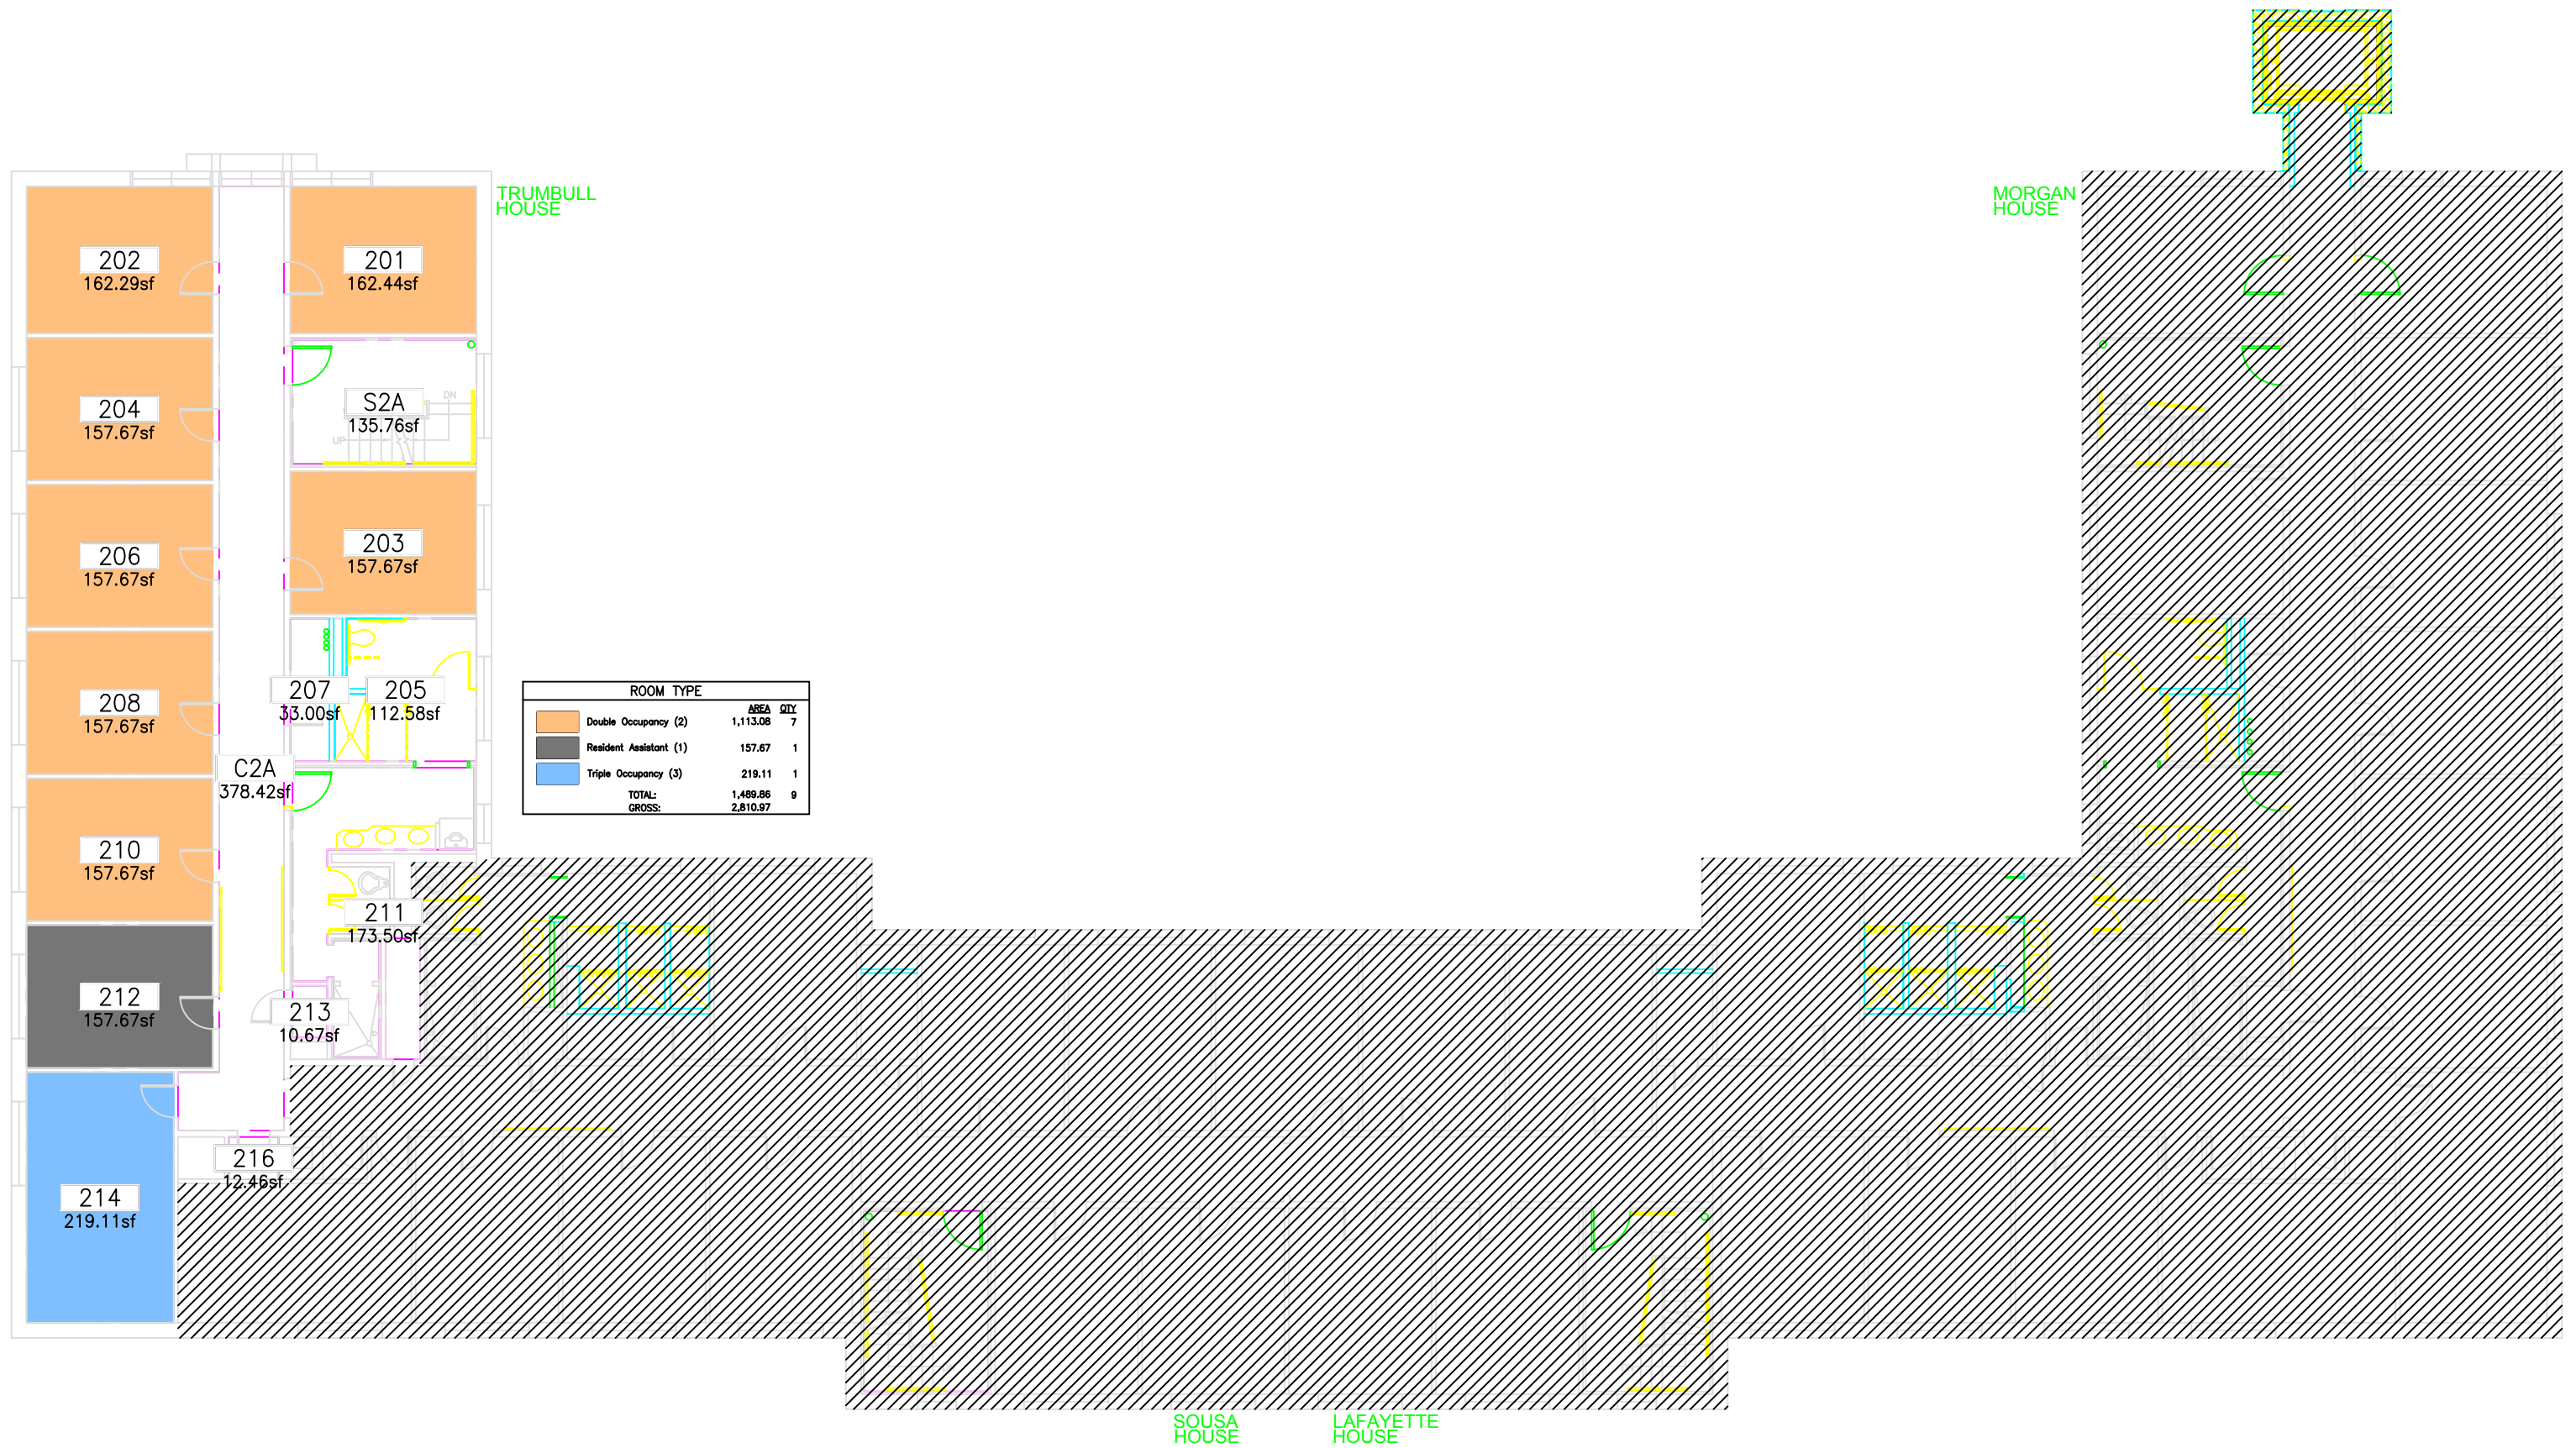 TRUMBULL
HOUSE
MORGAN
HOUSE
202
162.29sf
201
162.44sf
204
157.67sf
S2A
135.76sf
DN
UP
206
157.67sf
203
157.67sf
208
157.67sf
207
33.00sf
205
112.58sf
C2A
378.42sf
ROOM TYPE
AREA QTY
Double Occupancy (2) 1,113.08 7
Resident Assistant (1) 157.67 1
Triple Occupancy (3) 219.11 1
TOTAL: 1,489.86 9
GROSS: 2,810.97
210
157.67sf
211
173.50sf
212
157.67sf
213
10.67sf
216
12.46sf
214
219.11sf
SOUSA
HOUSE
LAFAYETTE
HOUSE